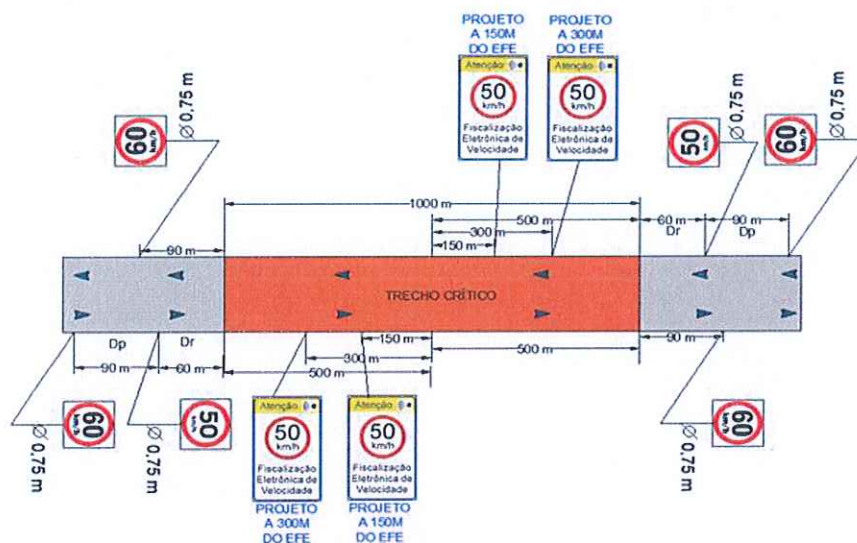 PROJETO
A 150M
DO EFE
PROJETO
A 300M
DO EFE
Atenção
50
km/h
Fiscalização
Eletrônica de
Velocidade
Atenção
50
km/h
Fiscalização
Eletrônica de
Velocidade
60
km/h
Ø 0,75 m
50
km/h
Ø 0,75 m
60
km/h
Ø 0,75 m
1000 m
500 m
60 m
90 m
Dr
Dp
300 m
150 m
90 m
TRECHO CRÍTICO
Dp
Dr
90 m
60 m
150 m
300 m
500 m
500 m
90 m
60
km/h
Ø 0,75 m
50
km/h
Ø 0,75 m
Atenção
50
km/h
Fiscalização
Eletrônica de
Velocidade
Atenção
50
km/h
Fiscalização
Eletrônica de
Velocidade
60
km/h
Ø 0,75 m
PROJETO
A 300M
DO EFE
PROJETO
A 150M
DO EFE